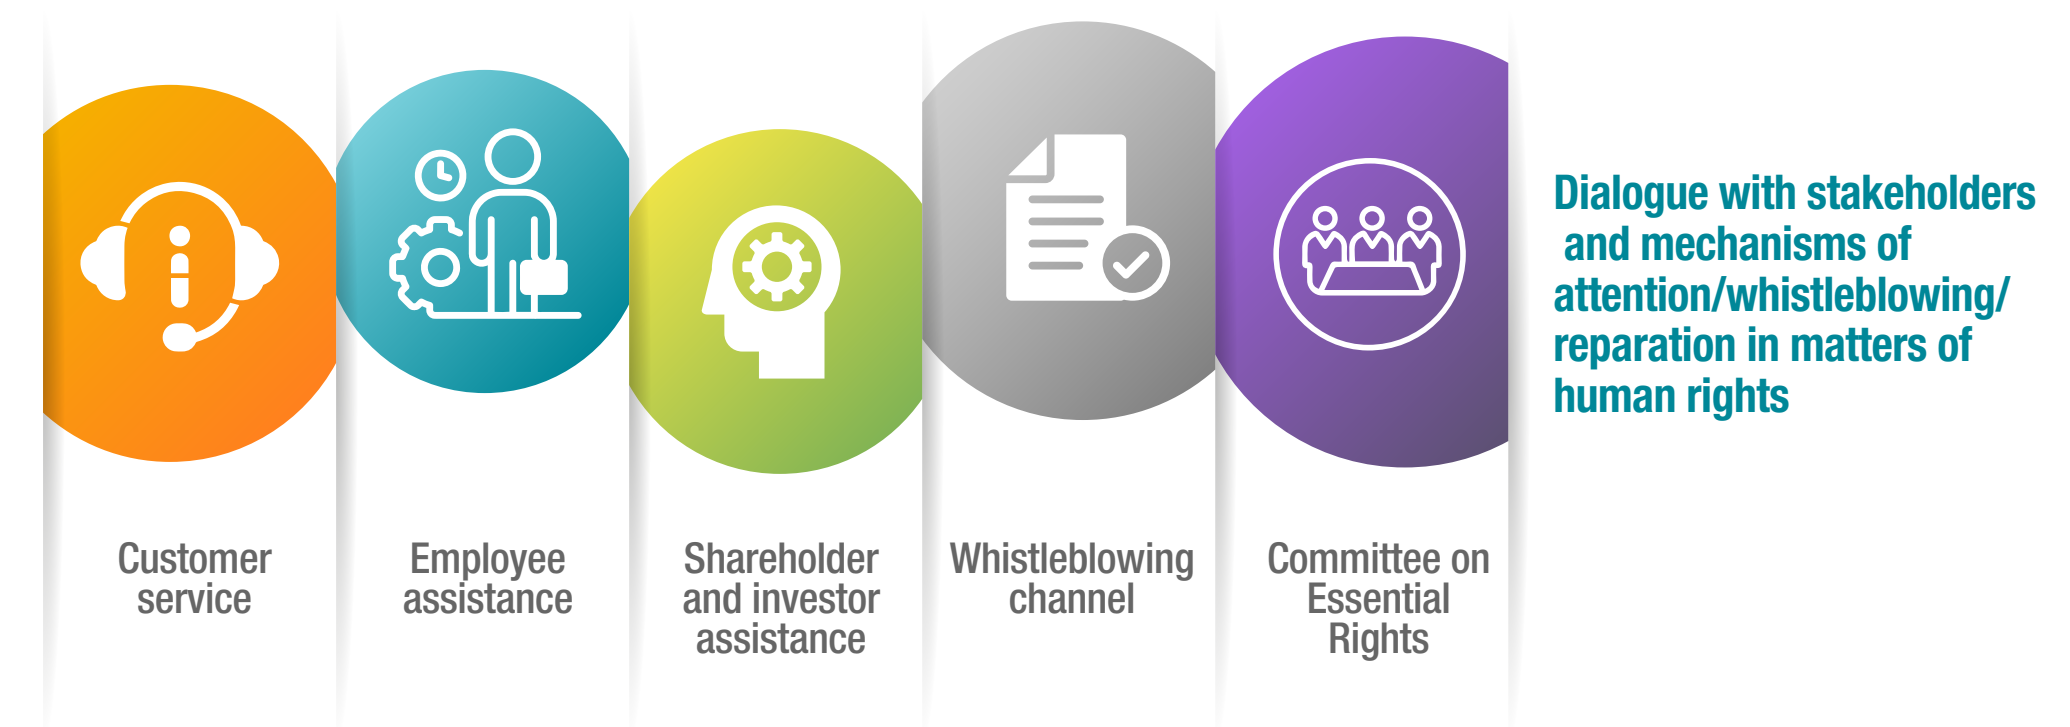 Customer
service
Employee
assistance
Shareholder
and investor
assistance
Whistleblowing
channel
Committee on
Essential
Rights
Dialogue with stakeholders
and mechanisms of
attention/whistleblowing/
reparation in matters of
human rights